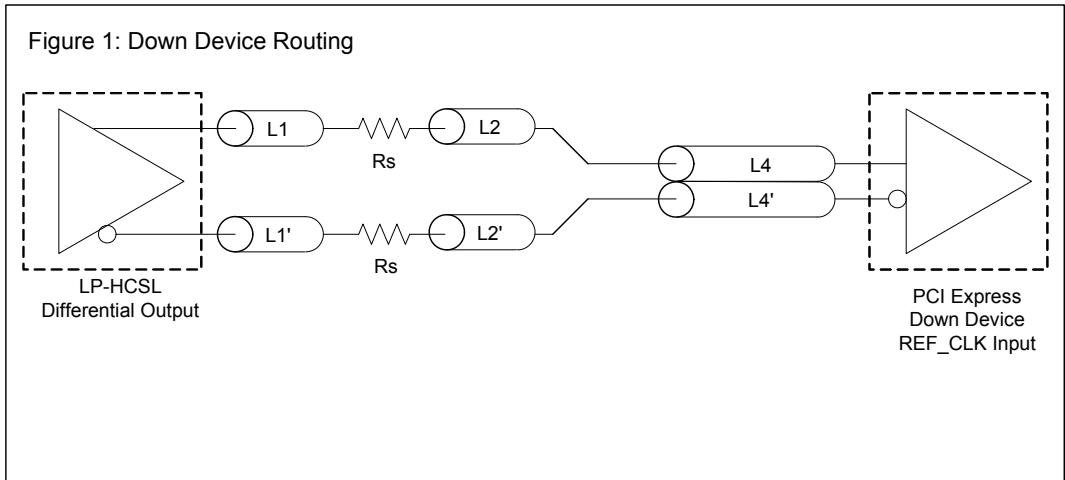 Figure 1: Down Device Routing
L1
Rs
L2
L4
L4'
L1'
Rs
L2'
LP-HCSL
Differential Output
PCI Express
Down Device
REF_CLK Input